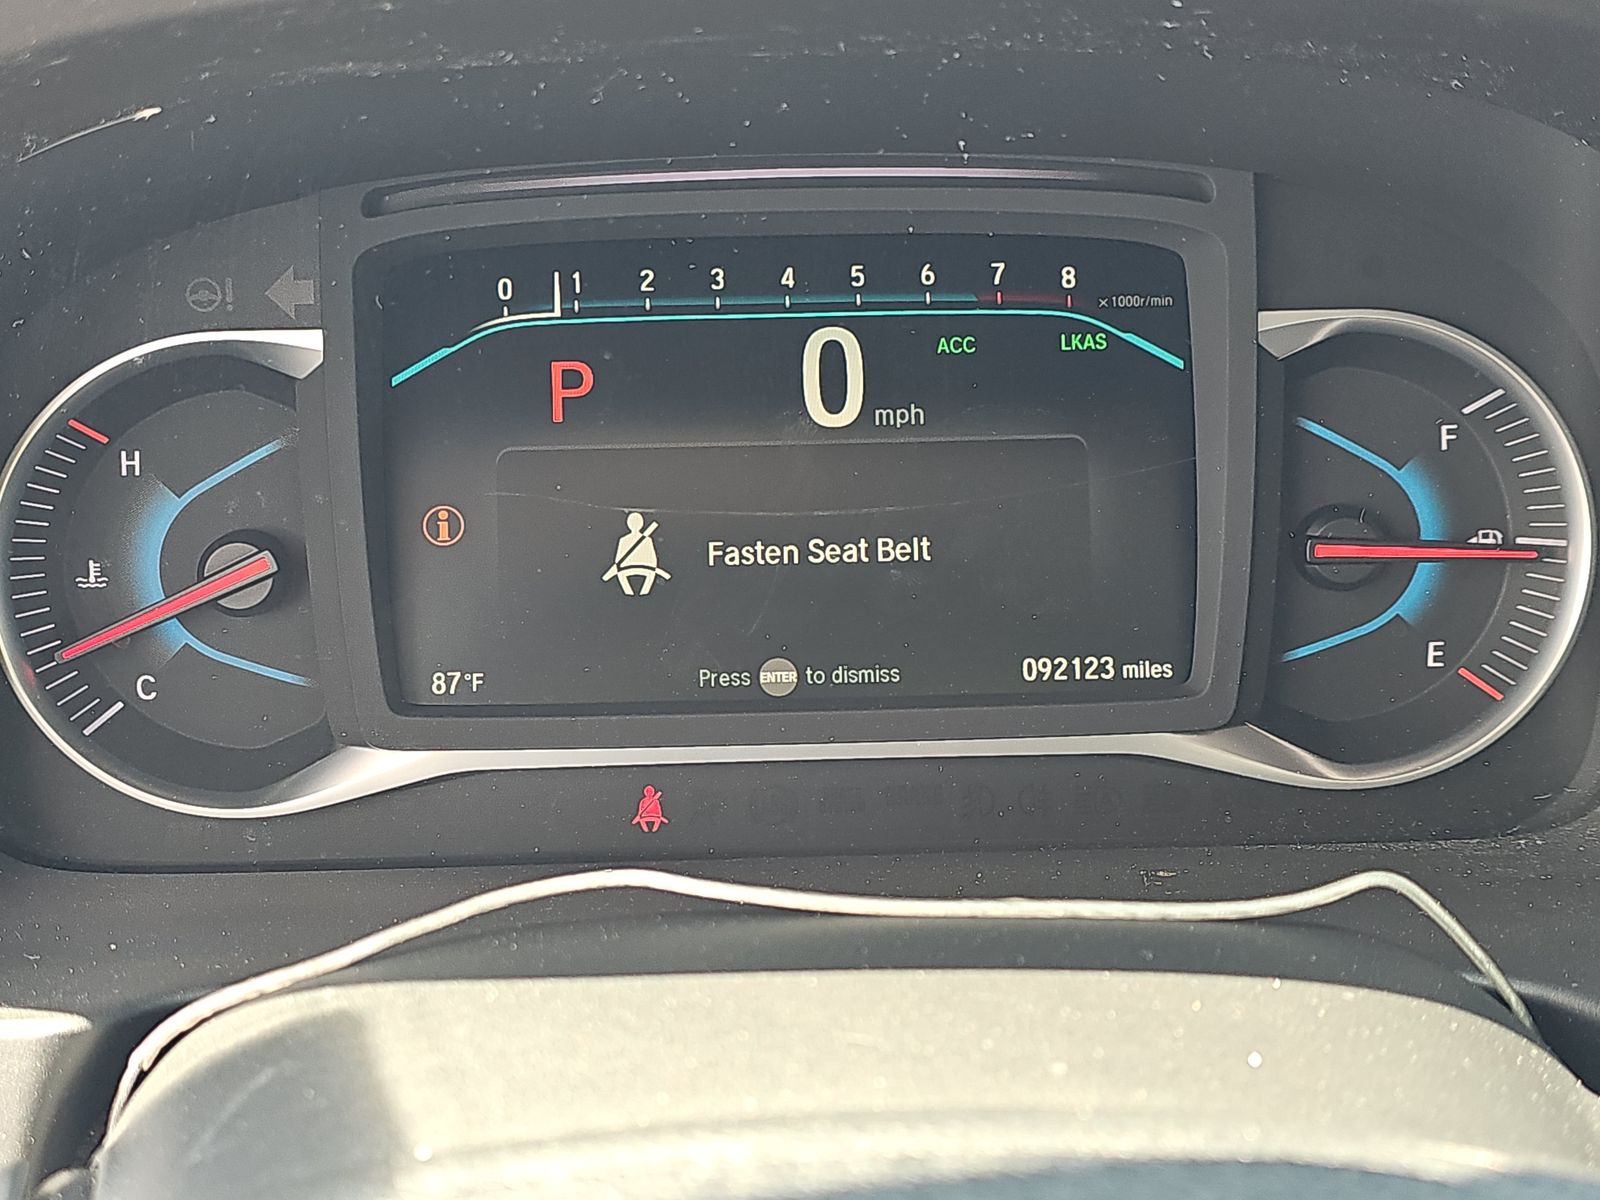 0 1 2 3 4 5 6 7 8 ×1000r/min
P 0 mph ACC LKAS
H
C
F
E
i Fasten Seat Belt
87°F Press ENTER to dismiss 092123 miles